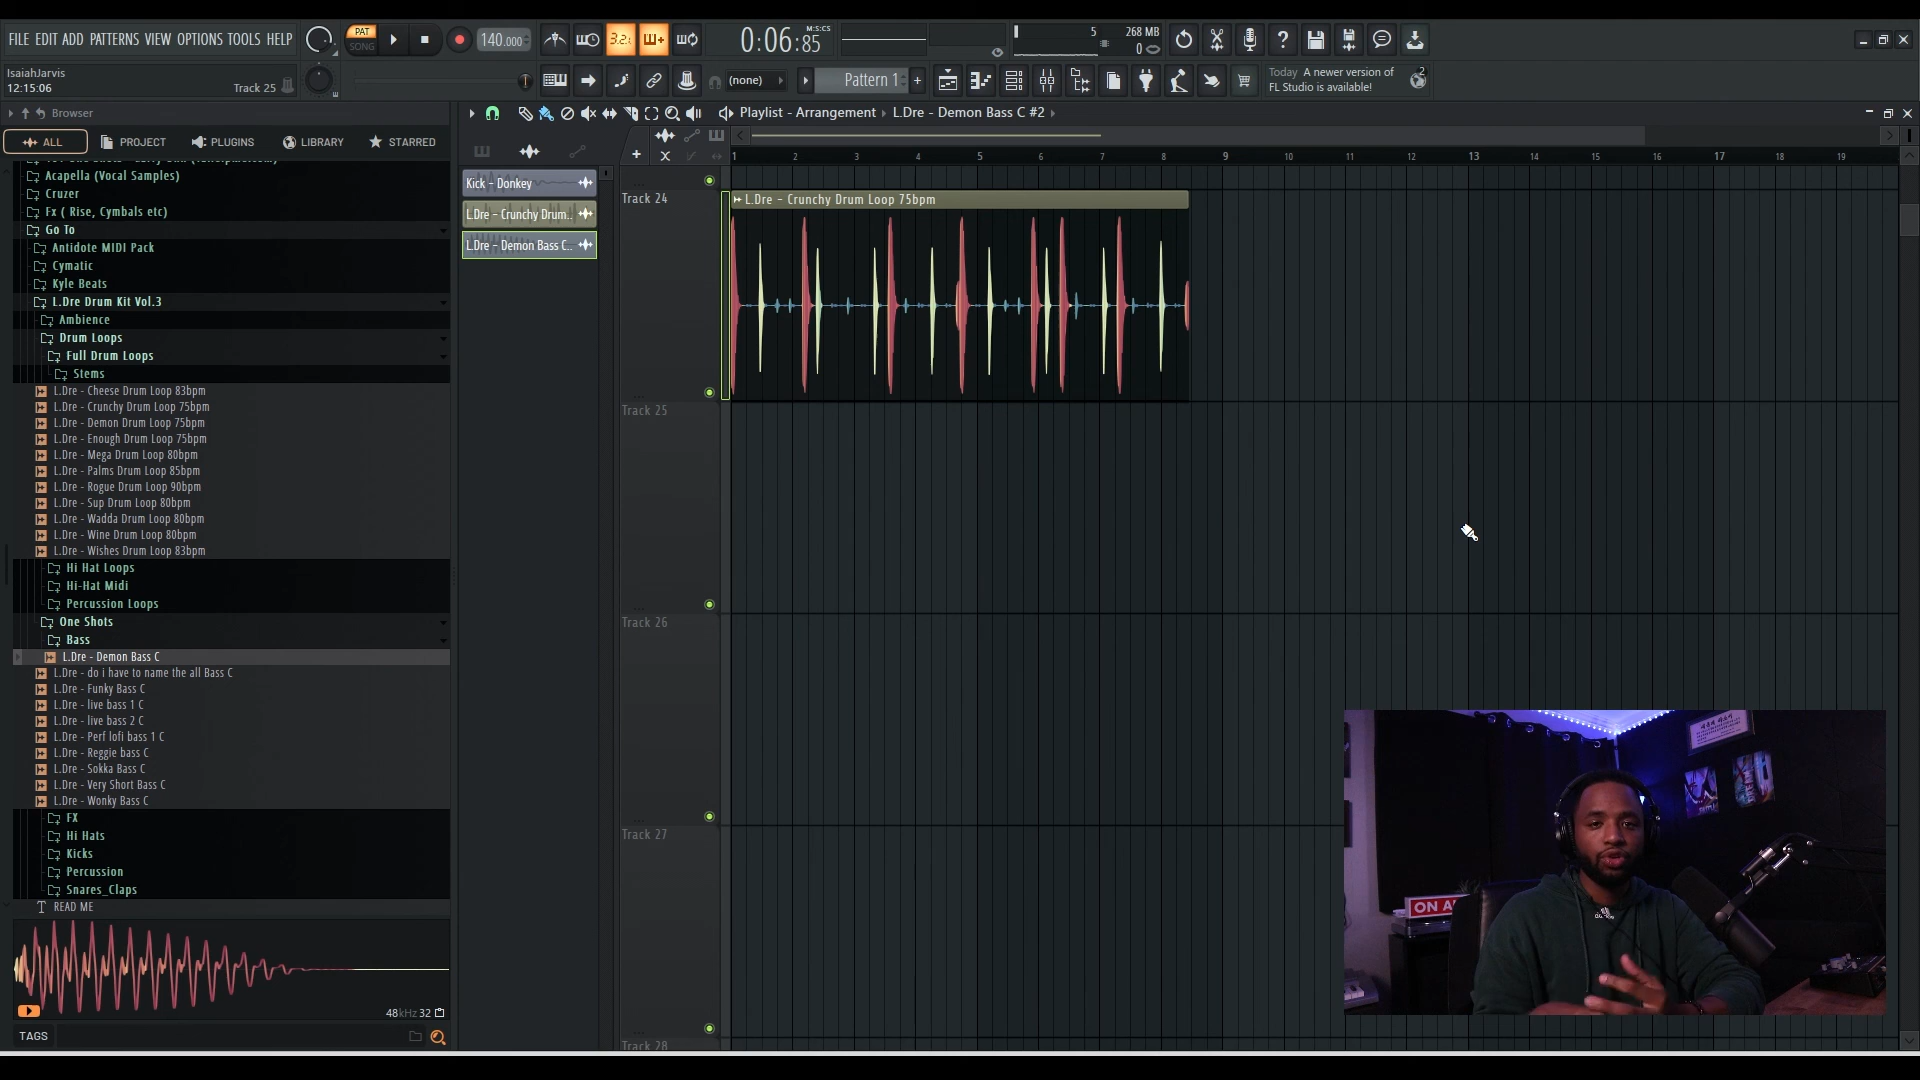 FILE EDIT ADD PATTERNS VIEW OPTIONS TOOLS HELP
PAT
SONG
140.000
3.2.
0:06:85
M:S:CS
5
268 MB
0
IsaiahJarvis
12:15:06
Track 25
(none)
Pattern 1
+
Today A newer version of
FL Studio is available!
2
Browser
Playlist - Arrangement › L.Dre - Demon Bass C #2 ›
ALL
PROJECT
PLUGINS
LIBRARY
STARRED
1 2 3 4 5 6 7 8 9 10 11 12 13 14 15 16 17 18 19
Acapella (Vocal Samples)
Cruzer
Fx ( Rise, Cymbals etc)
Go To
Antidote MIDI Pack
Cymatic
Kyle Beats
L.Dre Drum Kit Vol.3
Ambience
Drum Loops
Full Drum Loops
Stems
L.Dre - Cheese Drum Loop 83bpm
L.Dre - Crunchy Drum Loop 75bpm
L.Dre - Demon Drum Loop 75bpm
L.Dre - Enough Drum Loop 75bpm
L.Dre - Mega Drum Loop 80bpm
L.Dre - Palms Drum Loop 85bpm
L.Dre - Rogue Drum Loop 90bpm
L.Dre - Sup Drum Loop 80bpm
L.Dre - Wadda Drum Loop 80bpm
L.Dre - Wine Drum Loop 80bpm
L.Dre - Wishes Drum Loop 83bpm
Hi Hat Loops
Hi-Hat Midi
Percussion Loops
One Shots
Bass
L.Dre - Demon Bass C
L.Dre - do i have to name the all Bass C
L.Dre - Funky Bass C
L.Dre - live bass 1 C
L.Dre - live bass 2 C
L.Dre - Perf lofi bass 1 C
L.Dre - Reggie bass C
L.Dre - Sokka Bass C
L.Dre - Very Short Bass C
L.Dre - Wonky Bass C
FX
Hi Hats
Kicks
Percussion
Snares_Claps
READ ME
48kHz 32
TAGS
Kick - Donkey
L.Dre - Crunchy Drum..
L.Dre - Demon Bass C..
Track 24
L.Dre - Crunchy Drum Loop 75bpm
Track 25
Track 26
Track 27
Track 28
ON A